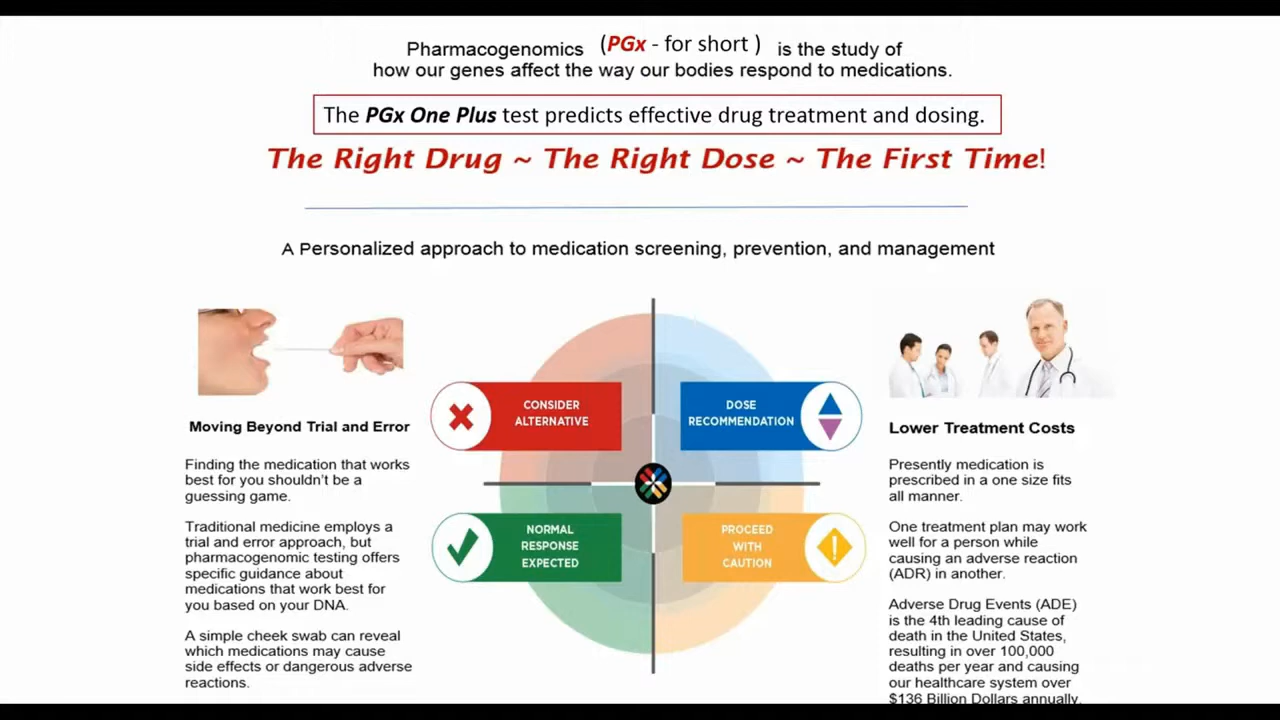 Pharmacogenomics (PGx - for short ) is the study of
how our genes affect the way our bodies respond to medications.
The PGx One Plus test predicts effective drug treatment and dosing.
The Right Drug ~ The Right Dose ~ The First Time!
A Personalized approach to medication screening, prevention, and management
Moving Beyond Trial and Error
Finding the medication that works
best for you shouldn't be a
guessing game.
Traditional medicine employs a
trial and error approach, but
pharmacogenomic testing offers
specific guidance about
medications that work best for
you based on your DNA.
A simple cheek swab can reveal
which medications may cause
side effects or dangerous adverse
reactions.
CONSIDER
ALTERNATIVE
DOSE
RECOMMENDATION
NORMAL
RESPONSE
EXPECTED
PROCEED
WITH
CAUTION
Lower Treatment Costs
Presently medication is
prescribed in a one size fits
all manner.
One treatment plan may work
well for a person while
causing an adverse reaction
(ADR) in another.
Adverse Drug Events (ADE)
is the 4th leading cause of
death in the United States,
resulting in over 100,000
deaths per year and causing
our healthcare system over
$136 Billion Dollars annually.